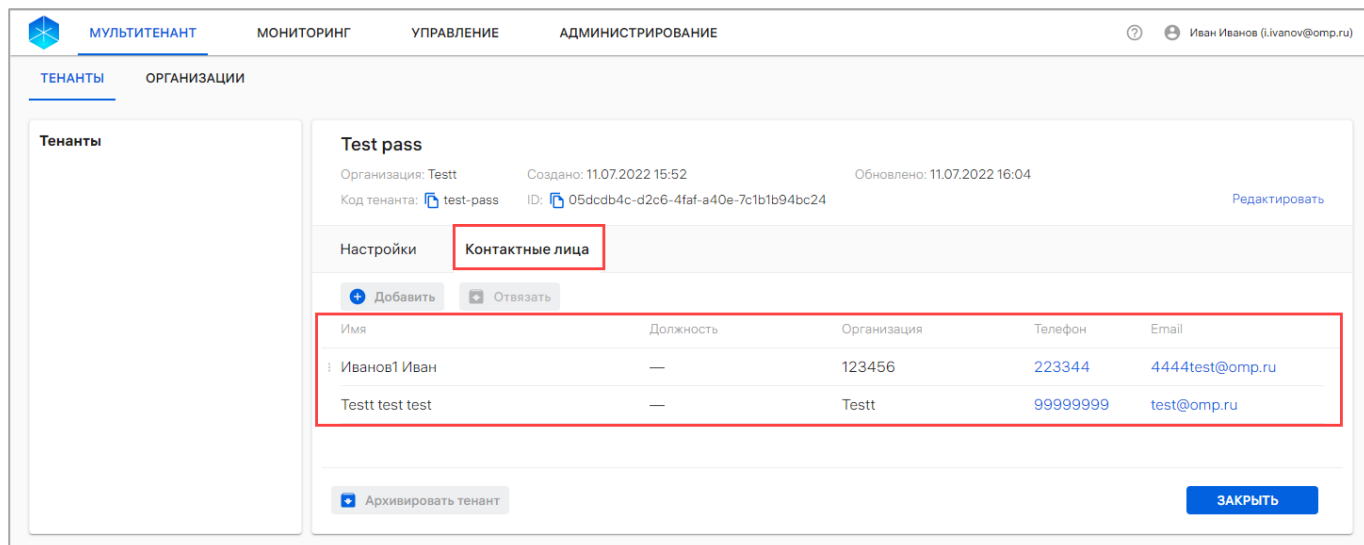 МУЛЬТИТЕНАНТ МОНИТОРИНГ УПРАВЛЕНИЕ АДМИНИСТРИРОВАНИЕ ? Иван Иванов (i.ivanov@omp.ru)
ТЕНАНТЫ ОРГАНИЗАЦИИ
Тенанты
Test pass
Организация: Testt Создано: 11.07.2022 15:52 Обновлено: 11.07.2022 16:04
Код тенанта: test-pass ID: 05dcdb4c-d2c6-4faf-a40e-7c1b1b94bc24 Редактировать
Настройки Контактные лица
Добавить Отвязать
Имя Должность Организация Телефон Email
Иванов1 Иван — 123456 223344 4444test@omp.ru
Testt test test — Testt 99999999 test@omp.ru
Архивировать тенант ЗАКРЫТЬ